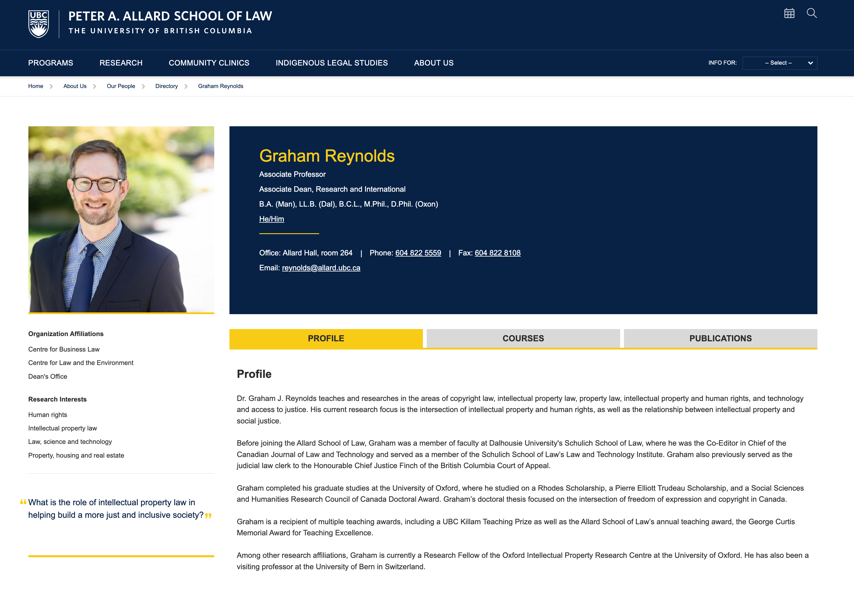 UBC
PETER A. ALLARD SCHOOL OF LAW
THE UNIVERSITY OF BRITISH COLUMBIA
PROGRAMS
RESEARCH
COMMUNITY CLINICS
INDIGENOUS LEGAL STUDIES
ABOUT US
INFO FOR:
– Select –
Home
About Us
Our People
Directory
Graham Reynolds
Graham Reynolds
Associate Professor
Associate Dean, Research and International
B.A. (Man), LL.B. (Dal), B.C.L., M.Phil., D.Phil. (Oxon)
He/Him
Office: Allard Hall, room 264 | Phone: 604 822 5559 | Fax: 604 822 8108
Email: reynolds@allard.ubc.ca
Organization Affiliations
Centre for Business Law
Centre for Law and the Environment
Dean's Office
Research Interests
Human rights
Intellectual property law
Law, science and technology
Property, housing and real estate
“What is the role of intellectual property law in
helping build a more just and inclusive society?”
PROFILE
COURSES
PUBLICATIONS
Profile
Dr. Graham J. Reynolds teaches and researches in the areas of copyright law, intellectual property law, property law, intellectual property and human rights, and technology
and access to justice. His current research focus is the intersection of intellectual property and human rights, as well as the relationship between intellectual property and
social justice.
Before joining the Allard School of Law, Graham was a member of faculty at Dalhousie University's Schulich School of Law, where he was the Co-Editor in Chief of the
Canadian Journal of Law and Technology and served as a member of the Schulich School of Law's Law and Technology Institute. Graham also previously served as the
judicial law clerk to the Honourable Chief Justice Finch of the British Columbia Court of Appeal.
Graham completed his graduate studies at the University of Oxford, where he studied on a Rhodes Scholarship, a Pierre Elliott Trudeau Scholarship, and a Social Sciences
and Humanities Research Council of Canada Doctoral Award. Graham's doctoral thesis focused on the intersection of freedom of expression and copyright in Canada.
Graham is a recipient of multiple teaching awards, including a UBC Killam Teaching Prize as well as the Allard School of Law's annual teaching award, the George Curtis
Memorial Award for Teaching Excellence.
Among other research affiliations, Graham is currently a Research Fellow of the Oxford Intellectual Property Research Centre at the University of Oxford. He has also been a
visiting professor at the University of Bern in Switzerland.